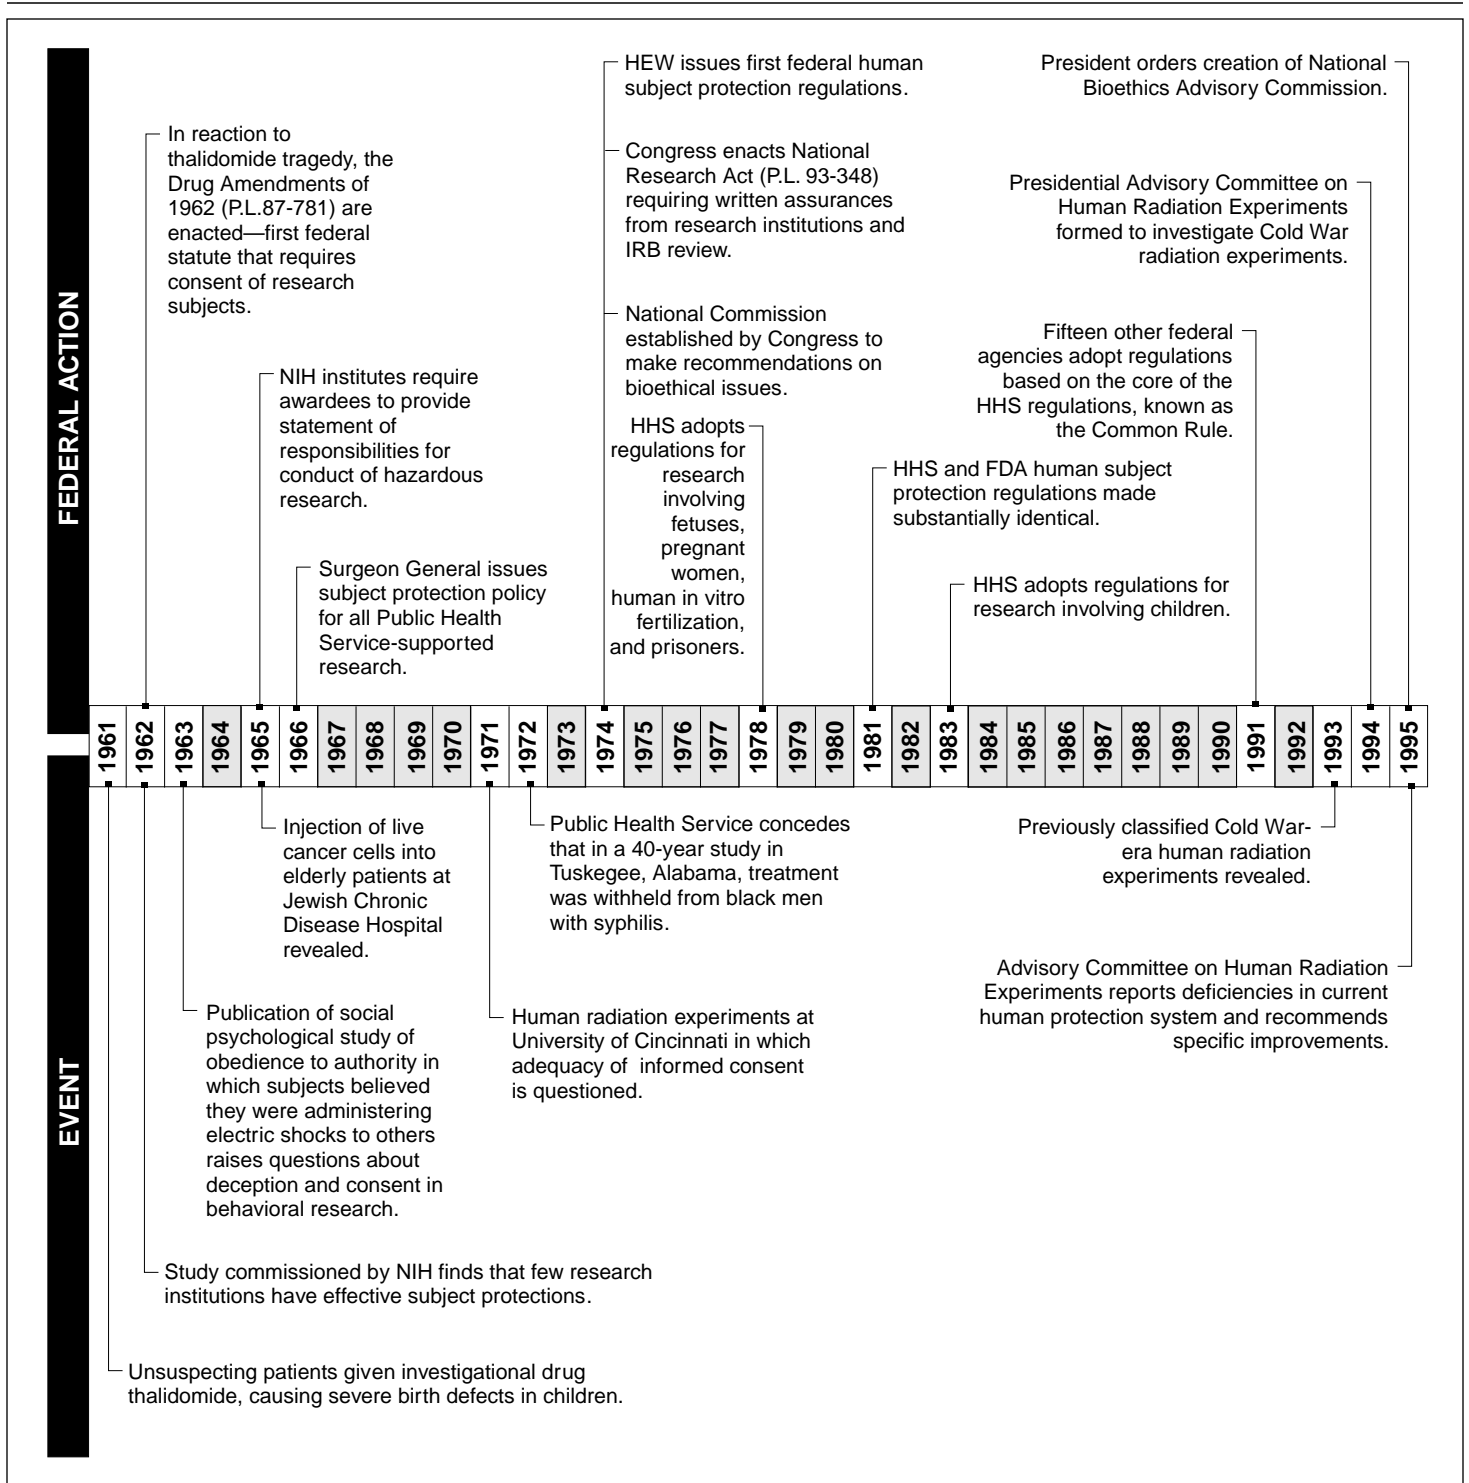 FEDERAL ACTION
HEW issues first federal human
subject protection regulations.
President orders creation of National
Bioethics Advisory Commission.
In reaction to
thalidomide tragedy, the
Drug Amendments of
1962 (P.L.87-781) are
enacted—first federal
statute that requires
consent of research
subjects.
Congress enacts National
Research Act (P.L. 93-348)
requiring written assurances
from research institutions and
IRB review.
Presidential Advisory Committee on
Human Radiation Experiments
formed to investigate Cold War
radiation experiments.
National Commission
established by Congress to
make recommendations on
bioethical issues.
Fifteen other federal
agencies adopt regulations
based on the core of the
HHS regulations, known as
the Common Rule.
NIH institutes require
awardees to provide
statement of
responsibilities for
conduct of hazardous
research.
HHS adopts
regulations for
research
involving
fetuses,
pregnant
women,
human in vitro
fertilization,
and prisoners.
HHS and FDA human subject
protection regulations made
substantially identical.
Surgeon General issues
subject protection policy
for all Public Health
Service-supported
research.
HHS adopts regulations for
research involving children.
1961 1962 1963 1964 1965 1966 1967 1968 1969 1970 1971 1972 1973 1974 1975 1976 1977 1978 1979 1980 1981 1982 1983 1984 1985 1986 1987 1988 1989 1990 1991 1992 1993 1994 1995
EVENT
Injection of live
cancer cells into
elderly patients at
Jewish Chronic
Disease Hospital
revealed.
Public Health Service concedes
that in a 40-year study in
Tuskegee, Alabama, treatment
was withheld from black men
with syphilis.
Previously classified Cold War-
era human radiation
experiments revealed.
Advisory Committee on Human Radiation
Experiments reports deficiencies in current
human protection system and recommends
specific improvements.
Publication of social
psychological study of
obedience to authority in
which subjects believed
they were administering
electric shocks to others
raises questions about
deception and consent in
behavioral research.
Human radiation experiments at
University of Cincinnati in which
adequacy of informed consent
is questioned.
Study commissioned by NIH finds that few research
institutions have effective subject protections.
Unsuspecting patients given investigational drug
thalidomide, causing severe birth defects in children.